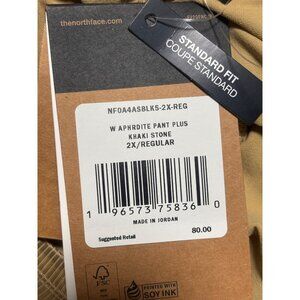 thenorthface.com
STANDARD FIT
COUPE STANDARD
NF0A4ASBLK5-2X-REG
W APHRDITE PANT PLUS
KHAKI STONE
2X/REGULAR
1 96573 75836 0
MADE IN JORDAN
Suggested Retail 80.00
FSC
PRINTED WITH
SOY INK